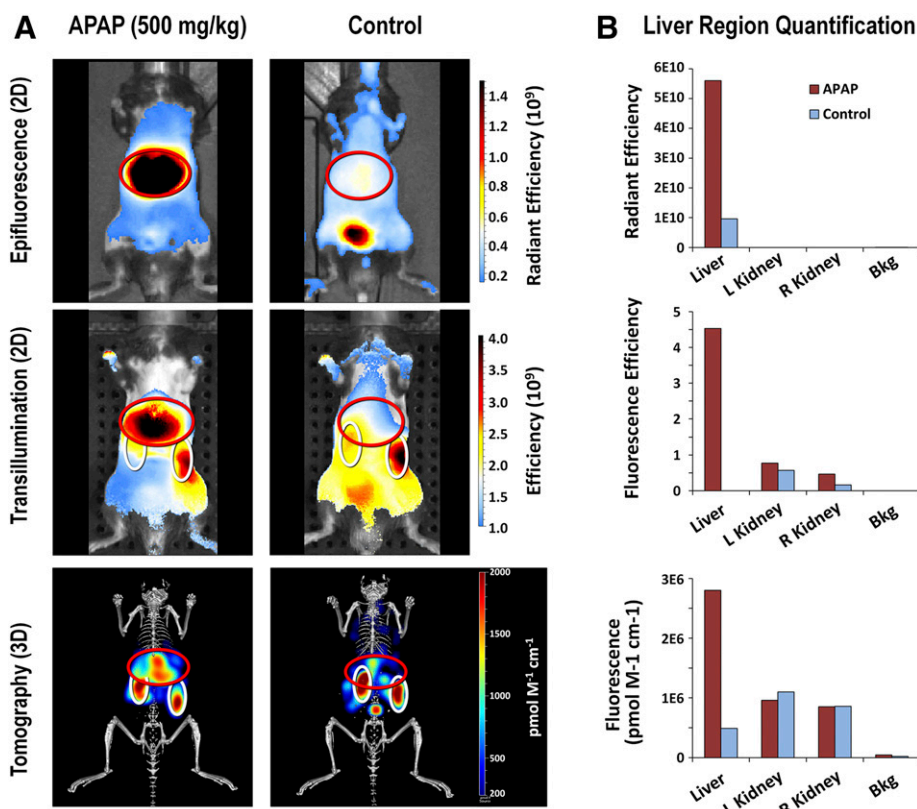 A
APAP (500 mg/kg)
Control
B
Liver Region Quantification
Epifluorescence (2D)
1.4
1.2
1.0
0.8
0.6
0.4
0.2
Radiant Efficiency (10⁹)
Transillumination (2D)
4.0
3.5
3.0
2.5
2.0
1.5
1.0
Efficiency (10⁹)
Tomography (3D)
2000
1500
1000
500
200
pmol M⁻¹ cm⁻¹
Radiant Efficiency
6E10
5E10
4E10
3E10
2E10
1E10
0
APAP
Control
Liver
L Kidney
R Kidney
Bkg
Fluorescence Efficiency
5
4
3
2
1
0
Liver
L Kidney
R Kidney
Bkg
Fluorescence
(pmol M-1 cm-1)
3E6
2E6
1E6
0
Liver
L Kidney
R Kidney
Bkg